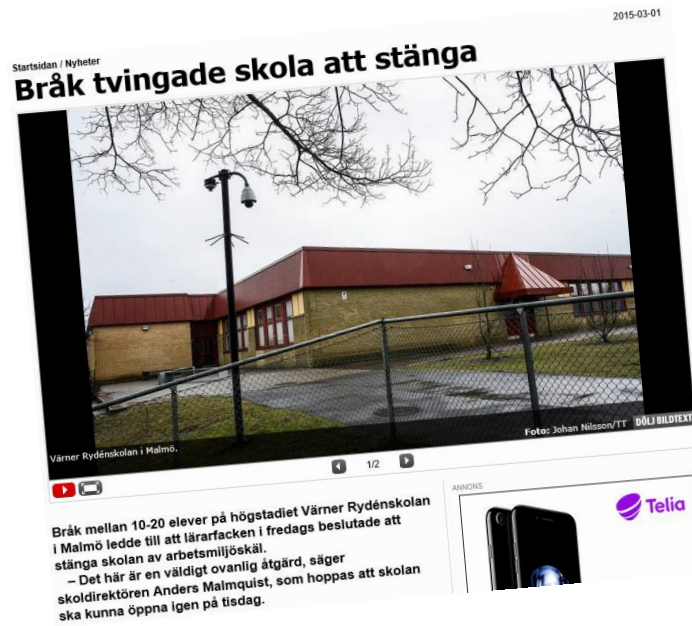 2015-03-01
Startsidan / Nyheter
Bråk tvingade skola att stänga
Värner Rydénskolan i Malmö.
Foto: Johan Nilsson/TT
DÖLJ BILDTEXT
1/2
ANNONS
Telia
Bråk mellan 10-20 elever på högstadiet Värner Rydénskolan
i Malmö ledde till att lärarfacken i fredags beslutade att
stänga skolan av arbetsmiljöskäl.
– Det här är en väldigt ovanlig åtgärd, säger
skoldirektören Anders Malmquist, som hoppas att skolan
ska kunna öppna igen på tisdag.